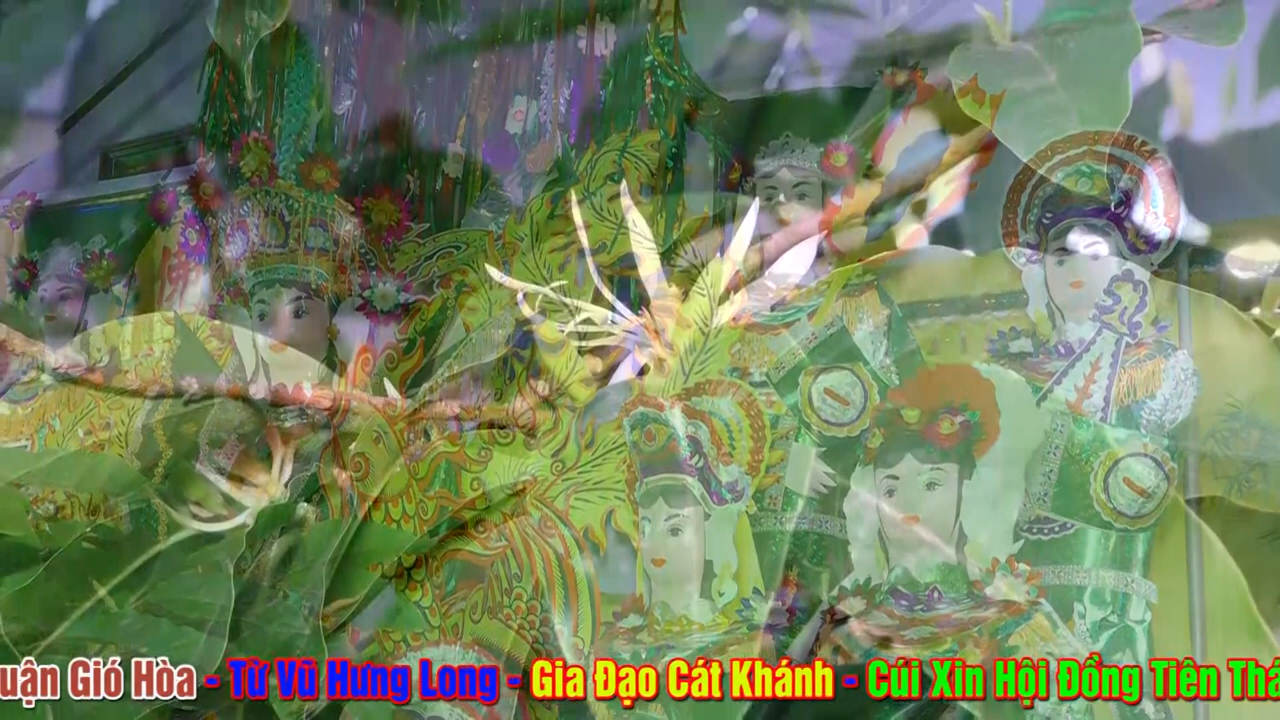 uận Gió Hòa - Từ Vũ Hưng Long - Gia Đạo Cát Khánh - Cúi Xin Hội Đồng Tiên Thá